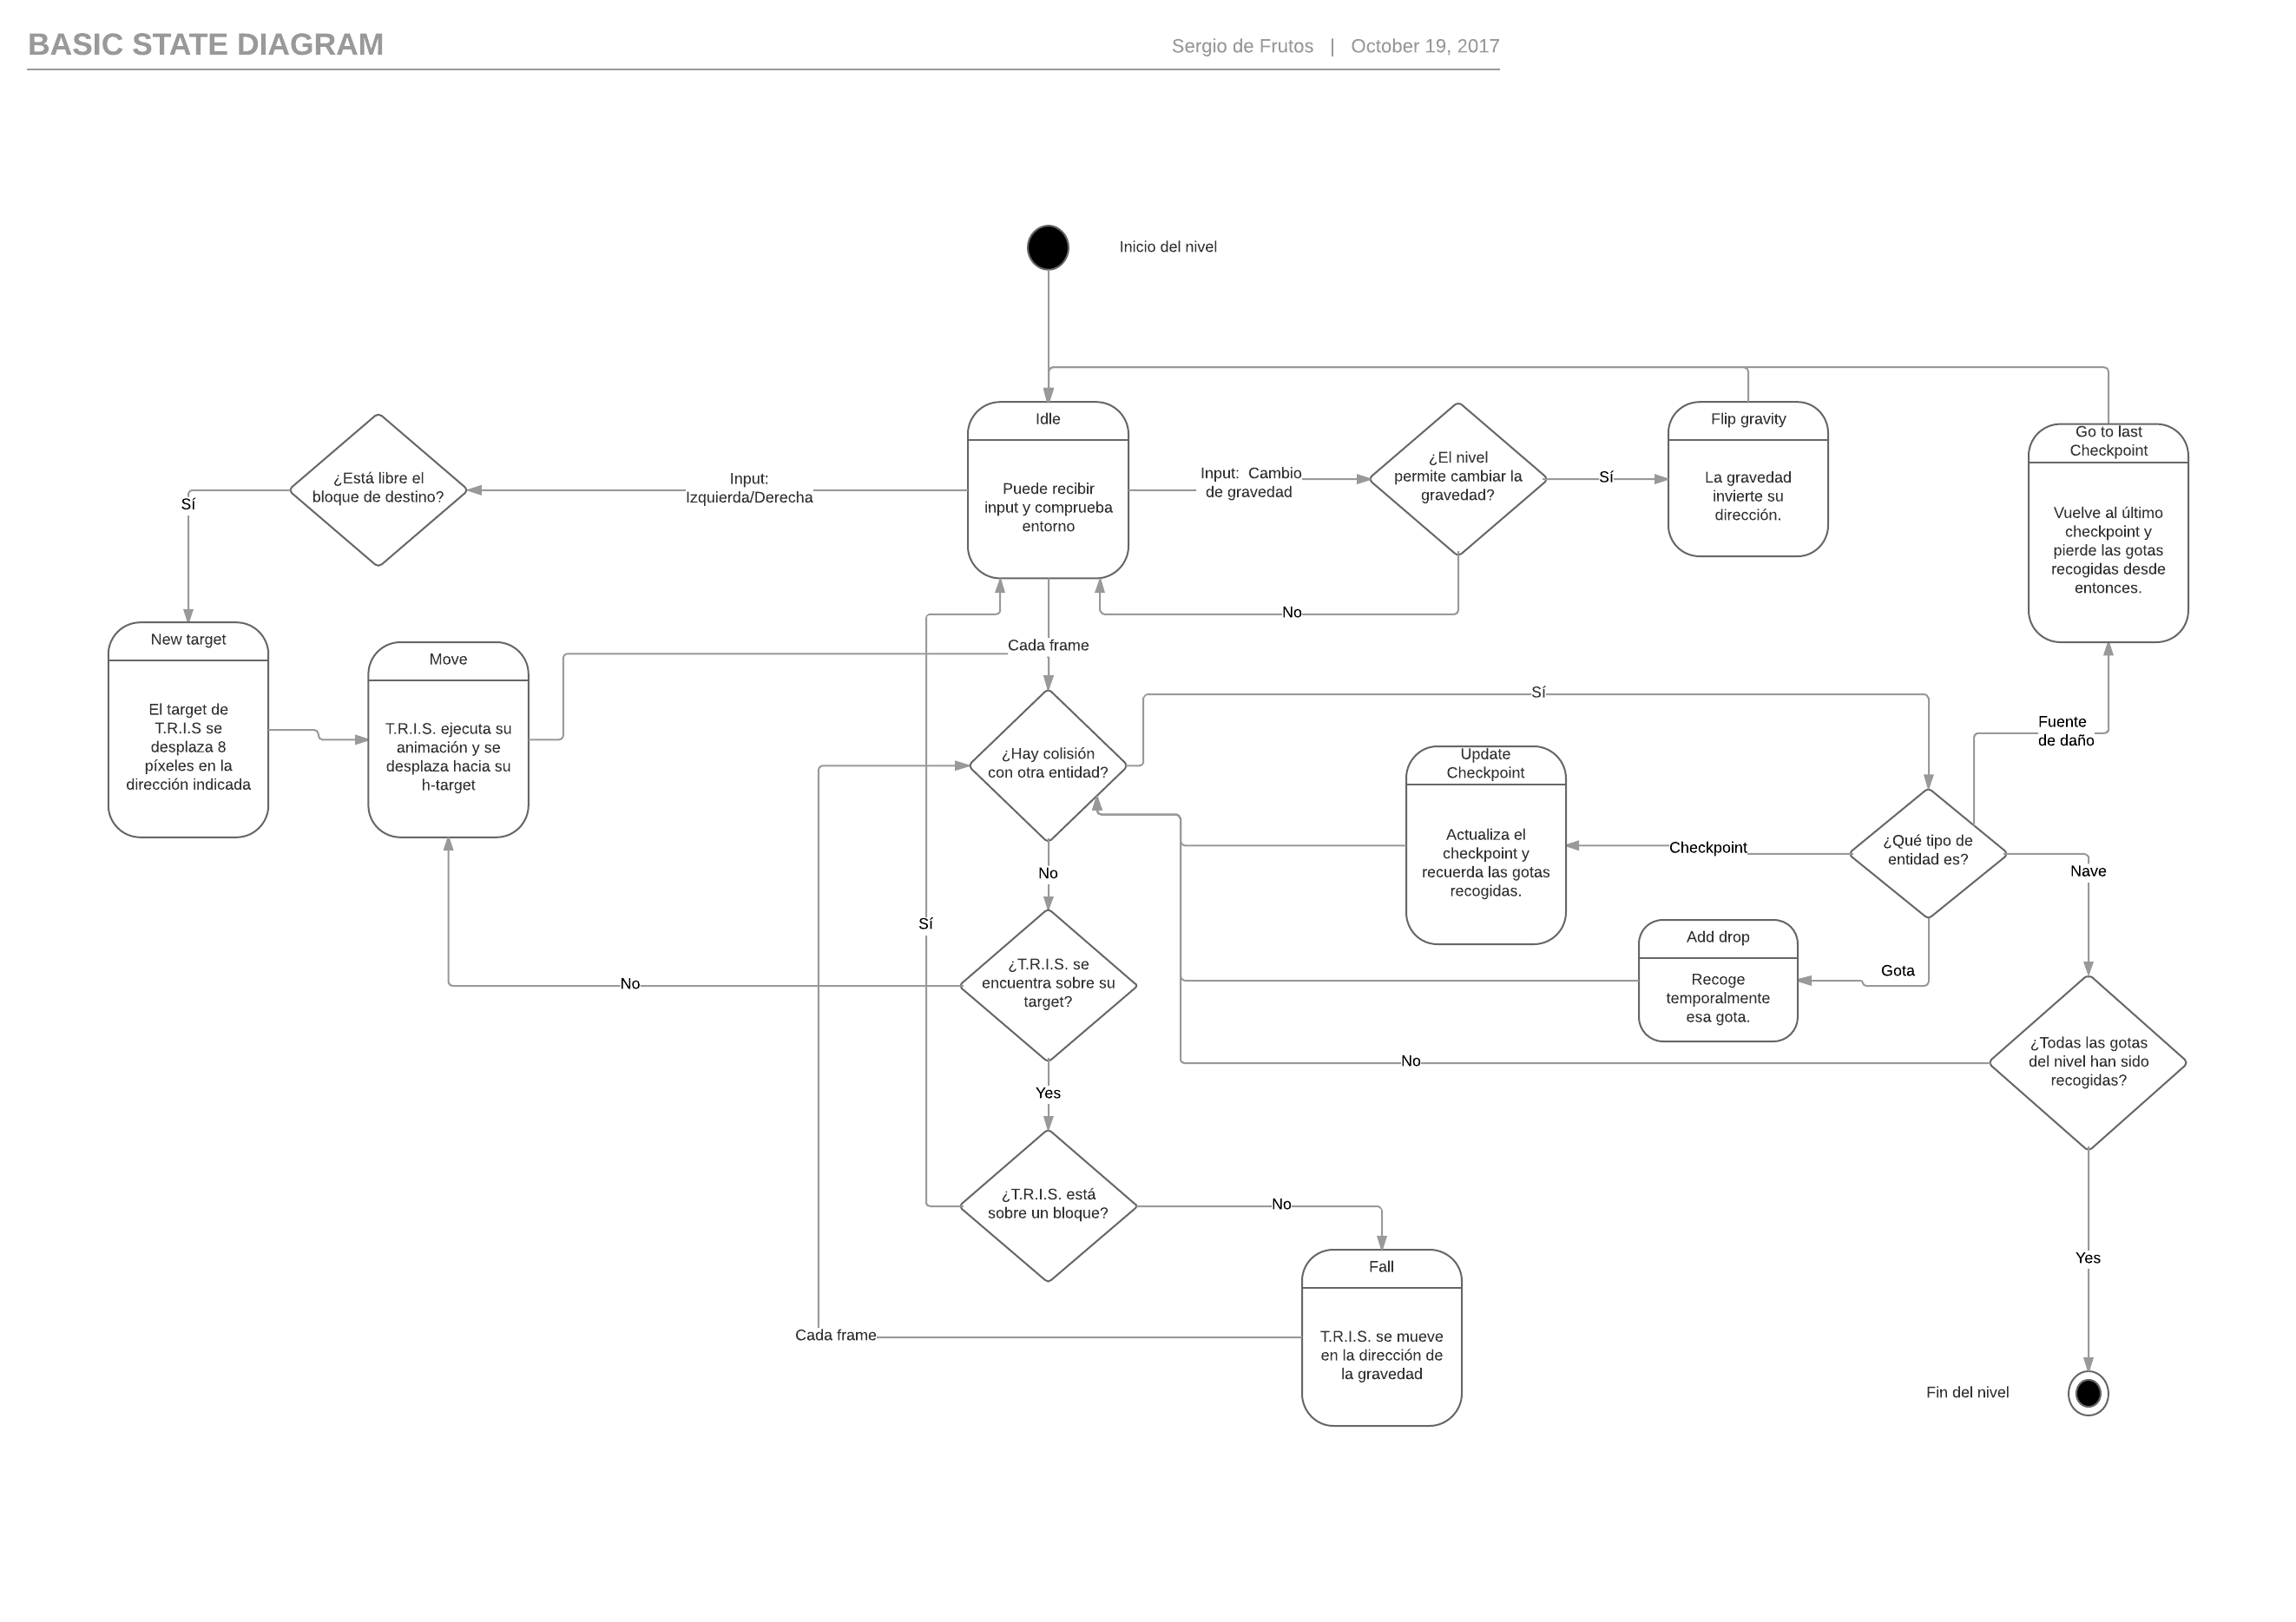 BASIC STATE DIAGRAM
Sergio de Frutos | October 19, 2017
Inicio del nivel
Idle
Puede recibir
input y comprueba
entorno
Input:
Izquierda/Derecha
¿Está libre el
bloque de destino?
Sí
Input:  Cambio
de gravedad
¿El nivel
permite cambiar la
gravedad?
Sí
No
Flip gravity
La gravedad
invierte su
dirección.
Go to last
Checkpoint
Vuelve al último
checkpoint y
pierde las gotas
recogidas desde
entonces.
New target
El target de
T.R.I.S se
desplaza 8
píxeles en la
dirección indicada
Move
T.R.I.S. ejecuta su
animación y se
desplaza hacia su
h-target
Cada frame
¿Hay colisión
con otra entidad?
Sí
Fuente
de daño
Update
Checkpoint
Actualiza el
checkpoint y
recuerda las gotas
recogidas.
Checkpoint
¿Qué tipo de
entidad es?
Nave
No
Sí
Add drop
Recoge
temporalmente
esa gota.
Gota
¿T.R.I.S. se
encuentra sobre su
target?
No
No
¿Todas las gotas
del nivel han sido
recogidas?
Yes
¿T.R.I.S. está
sobre un bloque?
No
Fall
T.R.I.S. se mueve
en la dirección de
la gravedad
Cada frame
Yes
Fin del nivel